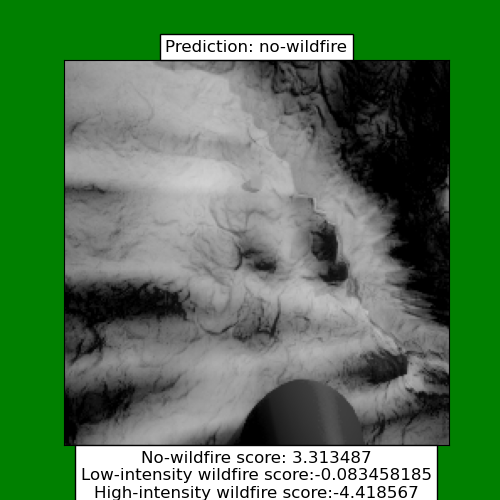 Prediction: no-wildfire
No-wildfire score: 3.313487
Low-intensity wildfire score:-0.083458185
High-intensity wildfire score:-4.418567